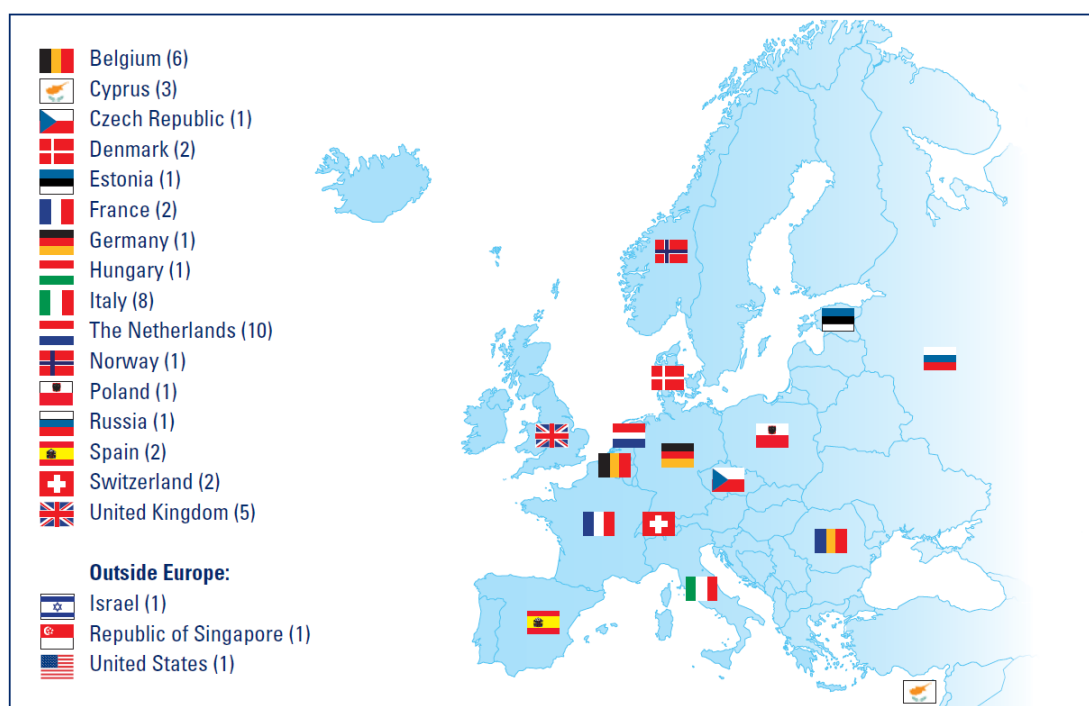 Belgium (6)
Cyprus (3)
Czech Republic (1)
Denmark (2)
Estonia (1)
France (2)
Germany (1)
Hungary (1)
Italy (8)
The Netherlands (10)
Norway (1)
Poland (1)
Russia (1)
Spain (2)
Switzerland (2)
United Kingdom (5)
Outside Europe:
Israel (1)
Republic of Singapore (1)
United States (1)